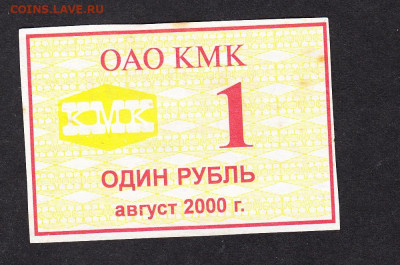 COINS.LAVE.RU
ОАО КМК
КМК
1
ОДИН РУБЛЬ
август 2000 г.